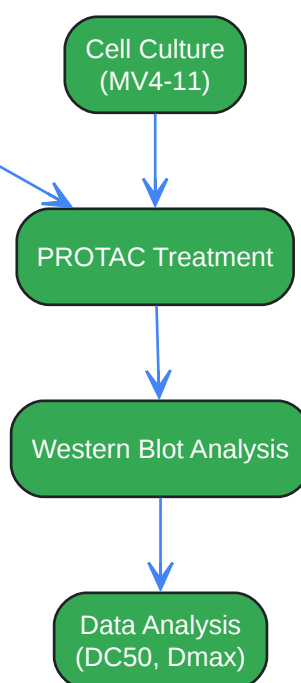 Cell Culture
(MV4-11)
PROTAC Treatment
Western Blot Analysis
Data Analysis
(DC50, Dmax)